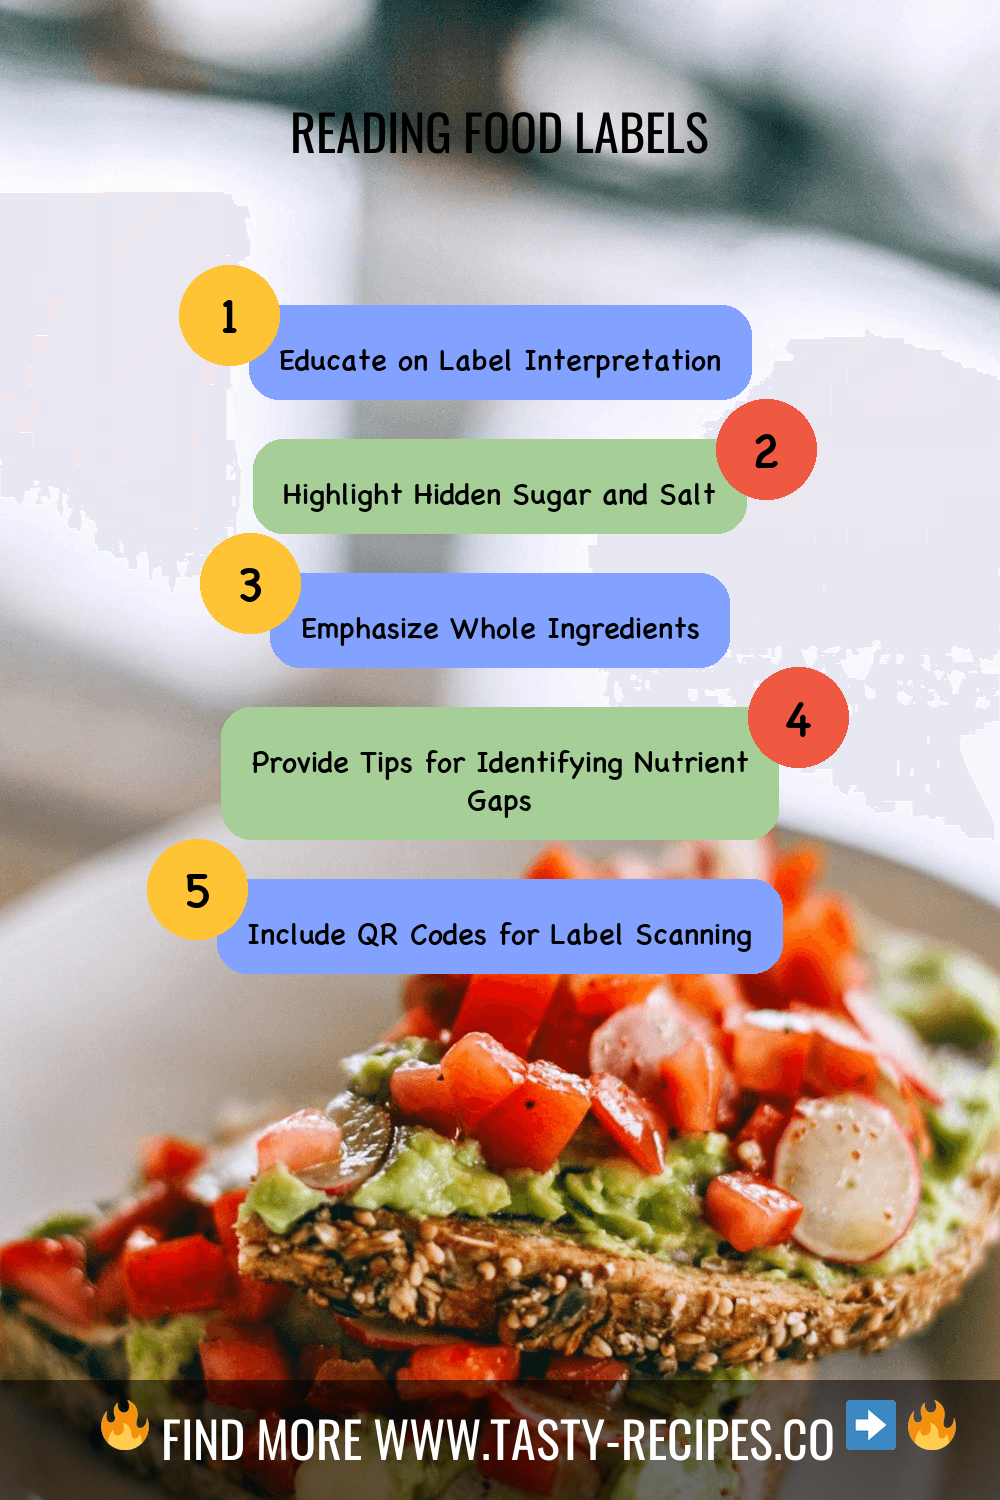 READING FOOD LABELS
1
Educate on Label Interpretation
2
Highlight Hidden Sugar and Salt
3
Emphasize Whole Ingredients
4
Provide Tips for Identifying Nutrient
Gaps
5
Include QR Codes for Label Scanning
🔥 FIND MORE WWW.TASTY-RECIPES.CO ➡️ 🔥